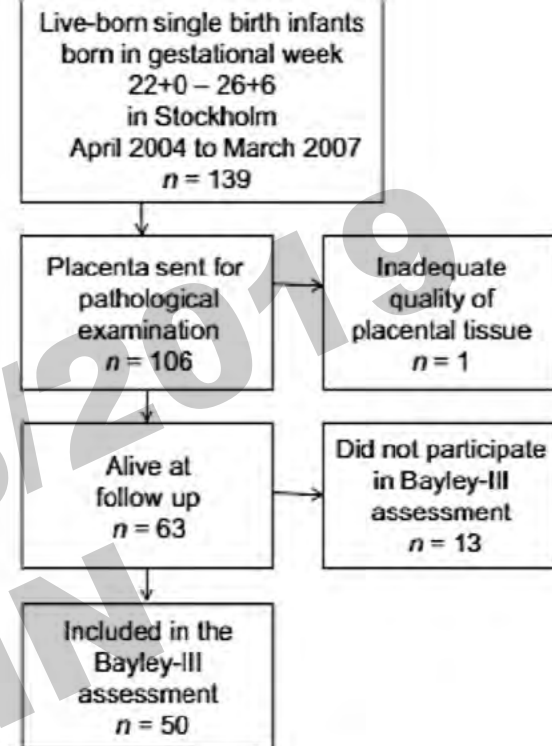 Live-born single birth infants
born in gestational week
22+0 – 26+6
in Stockholm
April 2004 to March 2007
n = 139
Placenta sent for
pathological
examination
n = 106
Inadequate
quality of
placental tissue
n = 1
Alive at
follow up
n = 63
Did not participate
in Bayley-III
assessment
n = 13
Included in the
Bayley-III
assessment
n = 50
/2019
IN